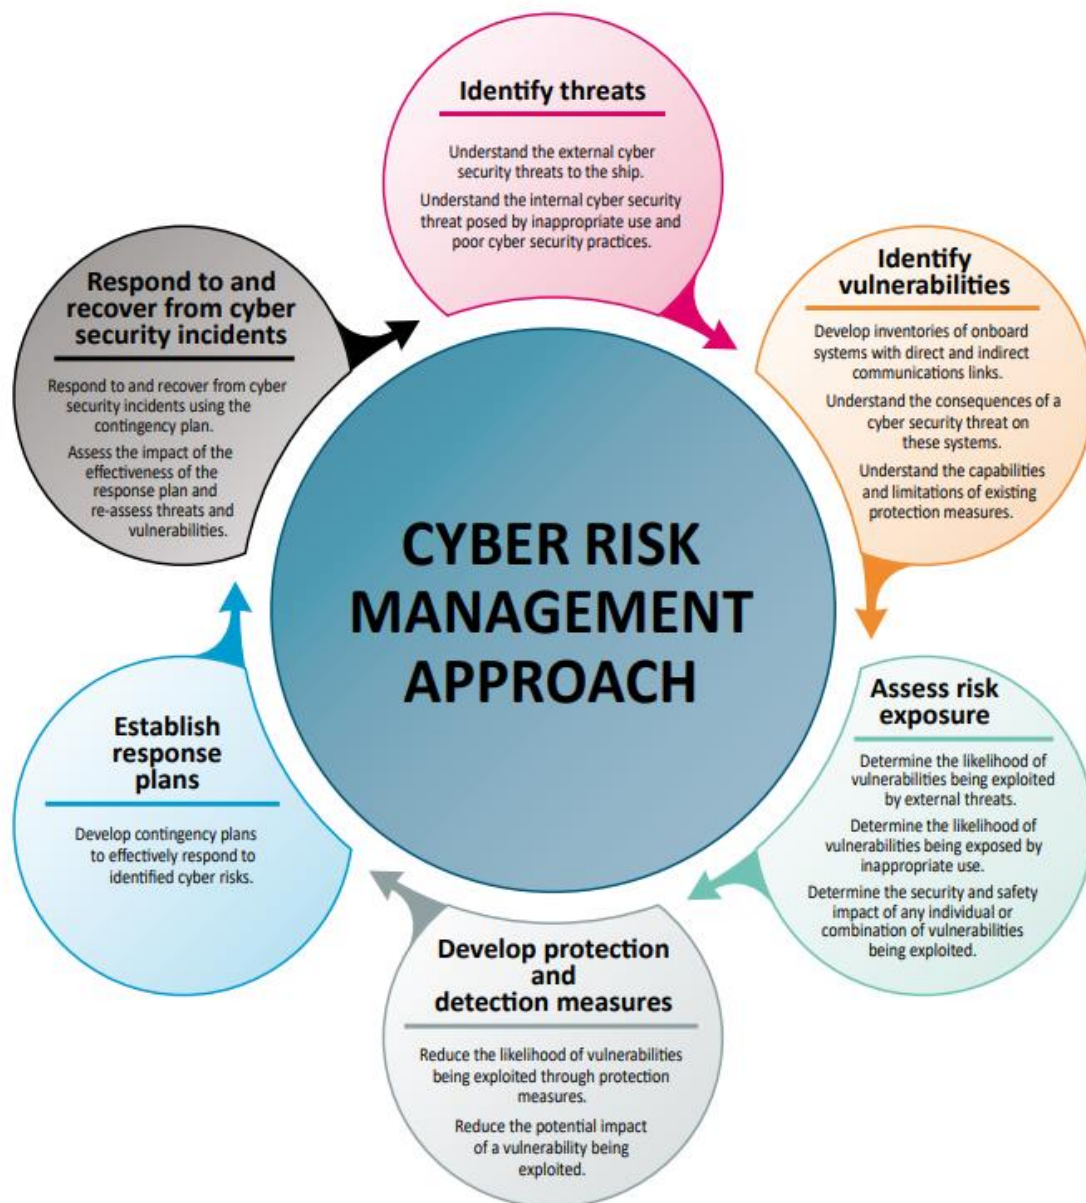 Identify threats
Understand the external cyber
security threats to the ship.
Understand the internal cyber security
threat posed by inappropriate use and
poor cyber security practices.
Identify
vulnerabilities
Develop inventories of onboard
systems with direct and indirect
communications links.
Understand the consequences of a
cyber security threat on
these systems.
Understand the capabilities
and limitations of existing
protection measures.
Assess risk
exposure
Determine the likelihood of
vulnerabilities being exploited
by external threats.
Determine the likelihood of
vulnerabilities being exposed by
inappropriate use.
Determine the security and safety
impact of any individual or
combination of vulnerabilities
being exploited.
Develop protection
and
detection measures
Reduce the likelihood of vulnerabilities
being exploited through protection
measures.
Reduce the potential impact
of a vulnerability being
exploited.
Establish
response
plans
Develop contingency plans
to effectively respond to
identified cyber risks.
Respond to and
recover from cyber
security incidents
Respond to and recover from cyber
security incidents using the
contingency plan.
Assess the impact of the
effectiveness of the
response plan and
re-assess threats and
vulnerabilities.
CYBER RISK
MANAGEMENT
APPROACH